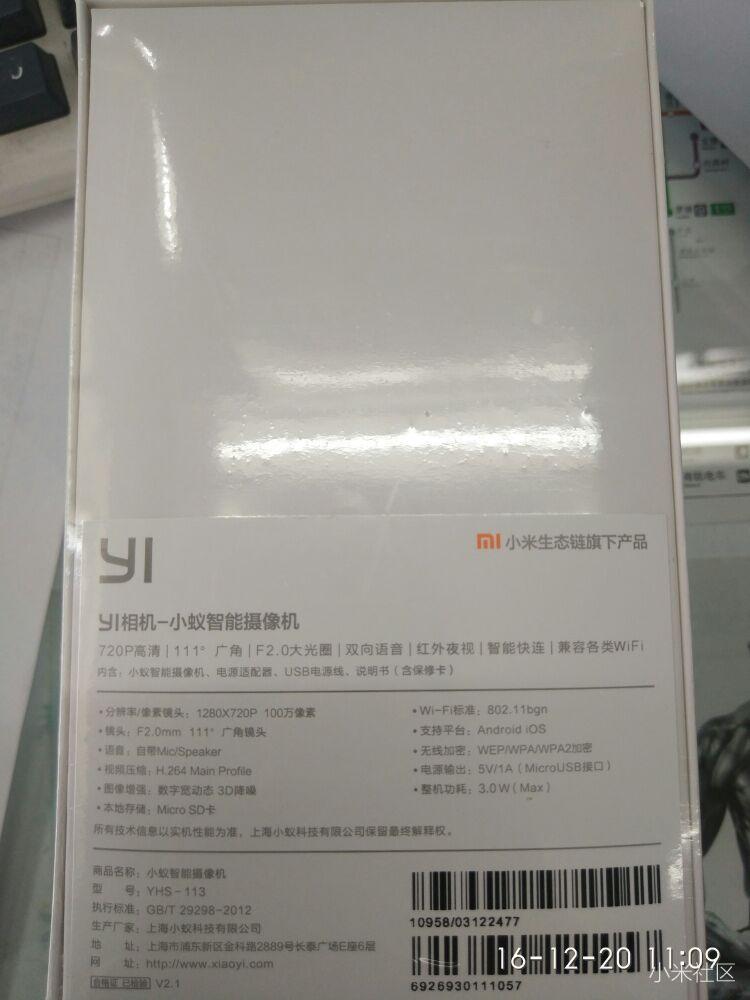 YI
mi 小米生态链旗下产品
YI相机-小蚁智能摄像机
720P高清 | 111° 广角 | F2.0大光圈 | 双向语音 | 红外夜视 | 智能快连 | 兼容各类WiFi
内含: 小蚁智能摄像机、电源适配器、USB电源线、说明书（含保修卡）
• 分辨率/像素镜头: 1280X720P 100万像素
• 镜头: F2.0mm 111° 广角镜头
• 语音: 自带Mic/Speaker
• 视频压缩: H.264 Main Profile
• 图像增强: 数字宽动态 3D降噪
• 本地存储: Micro SD卡
• Wi-Fi标准: 802.11bgn
• 支持平台: Android iOS
• 无线加密: WEP/WPA/WPA2加密
• 电源输出: 5V/1A（MicroUSB接口）
• 整机功耗: 3.0W（Max）
所有技术信息以实机性能为准，上海小蚁科技有限公司保留最终解释权。
商品名称: 小蚁智能摄像机
型 号: YHS-113
执行标准: GB/T 29298-2012
生产厂家: 上海小蚁科技有限公司
地 址: 上海市浦东新区金科路2889号长泰广场E座6层
网 址: http://www.xiaoyi.com
合格证 已检验 V2.1
10958/03122477
6926930111057
16-12-20 11:09
小米社区